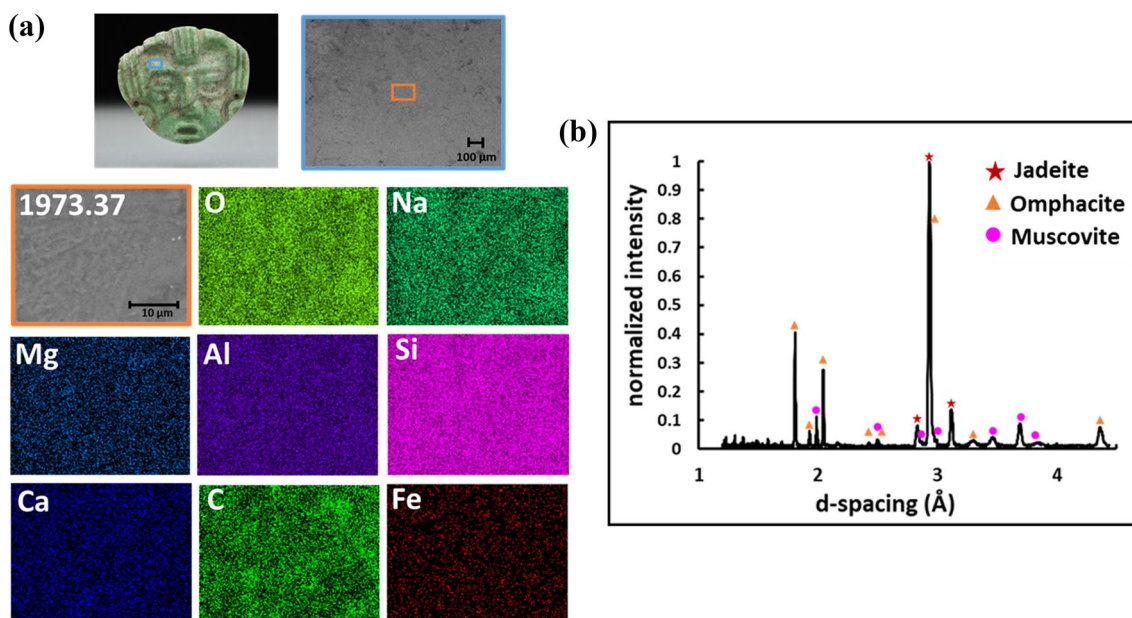 (a)
100 µm
1973.37
10 µm
O
Na
Mg
Al
Si
Ca
C
Fe
(b)
normalized intensity
1
0.9
0.8
0.7
0.6
0.5
0.4
0.3
0.2
0.1
0
1
2
3
4
d-spacing (Å)
Jadeite
Omphacite
Muscovite